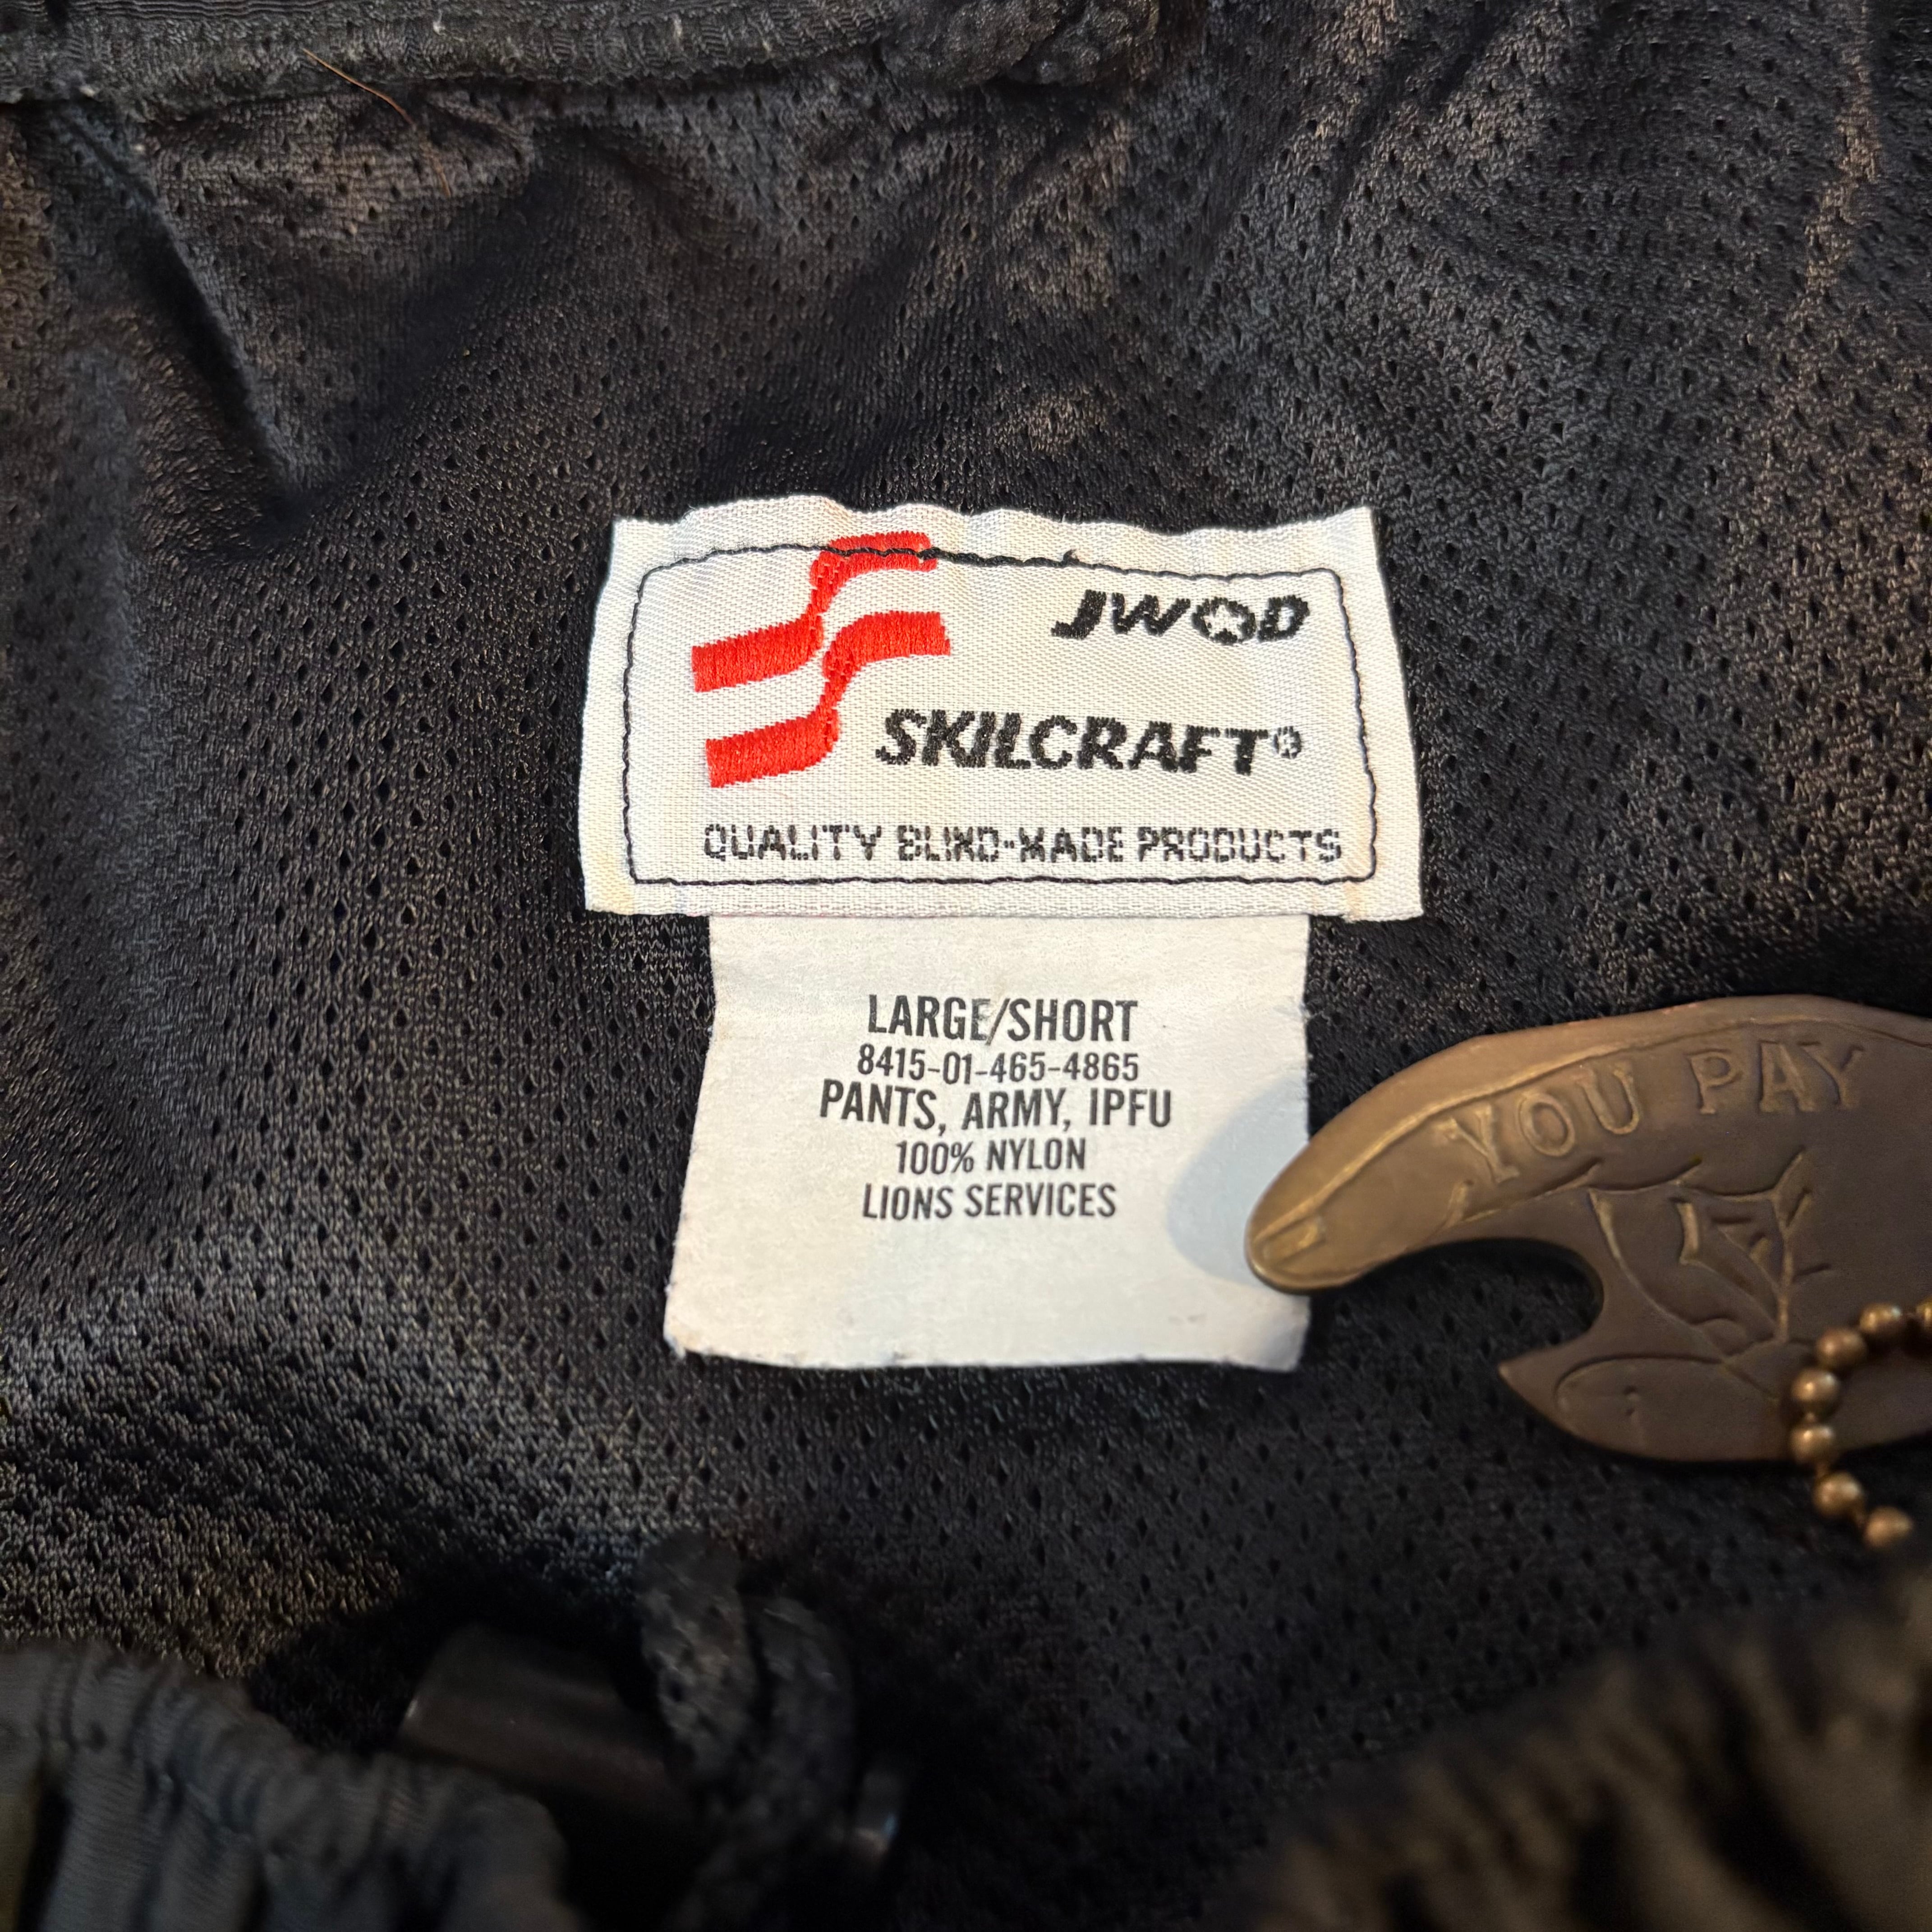 JWOD
SKILCRAFT®
QUALITY BLIND-MADE PRODUCTS
LARGE/SHORT
8415-01-465-4865
PANTS, ARMY, IPFU
100% NYLON
LIONS SERVICES
YOU PAY